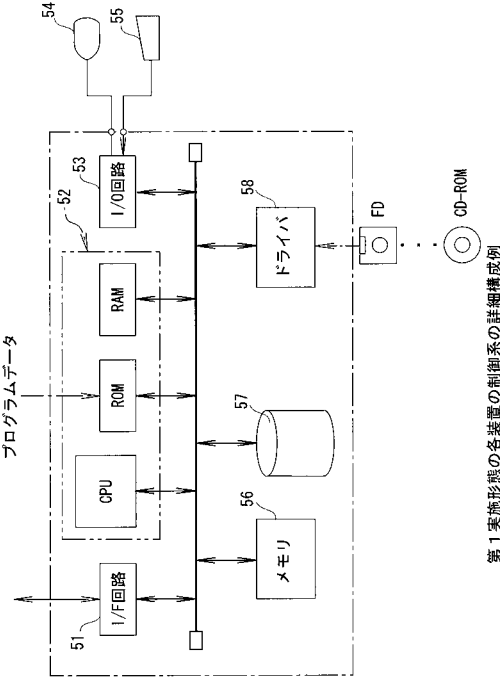 プログラムデータ
51
I/F回路
CPU
ROM
RAM
52
53
I/O回路
54
55
56
メモリ
57
58
ドライバ
FD
CD-ROM
第1実施形態の各装置の制御系の詳細構成例